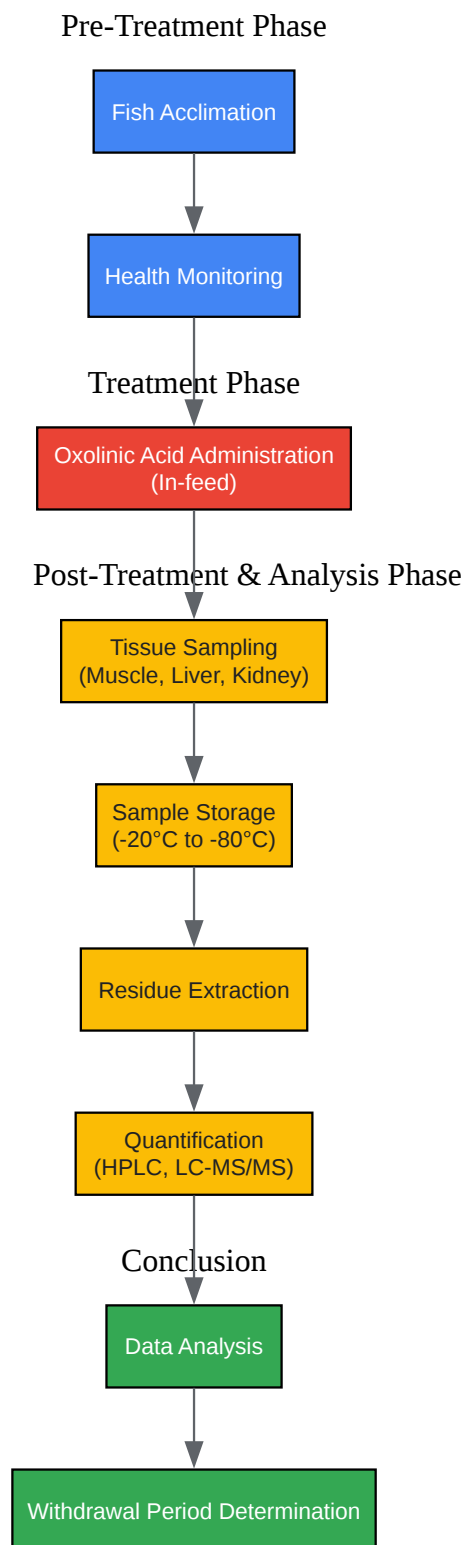 Pre-Treatment Phase
Fish Acclimation
Health Monitoring
Treatment Phase
Oxolinic Acid Administration
(In-feed)
Post-Treatment & Analysis Phase
Tissue Sampling
(Muscle, Liver, Kidney)
Sample Storage
(-20°C to -80°C)
Residue Extraction
Quantification
(HPLC, LC-MS/MS)
Conclusion
Data Analysis
Withdrawal Period Determination